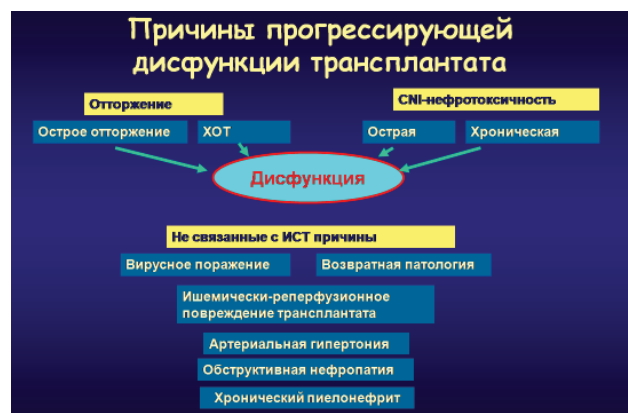 Причины прогрессирующей
дисфункции трансплантата
Отторжение
CNI-нефротоксичность
Острое отторжение
ХОТ
Острая
Хроническая
Дисфункция
Не связанные с ИСТ причины
Вирусное поражение
Возвратная патология
Ишемически-реперфузионное
повреждение трансплантата
Артериальная гипертония
Обструктивная нефропатия
Хронический пиелонефрит